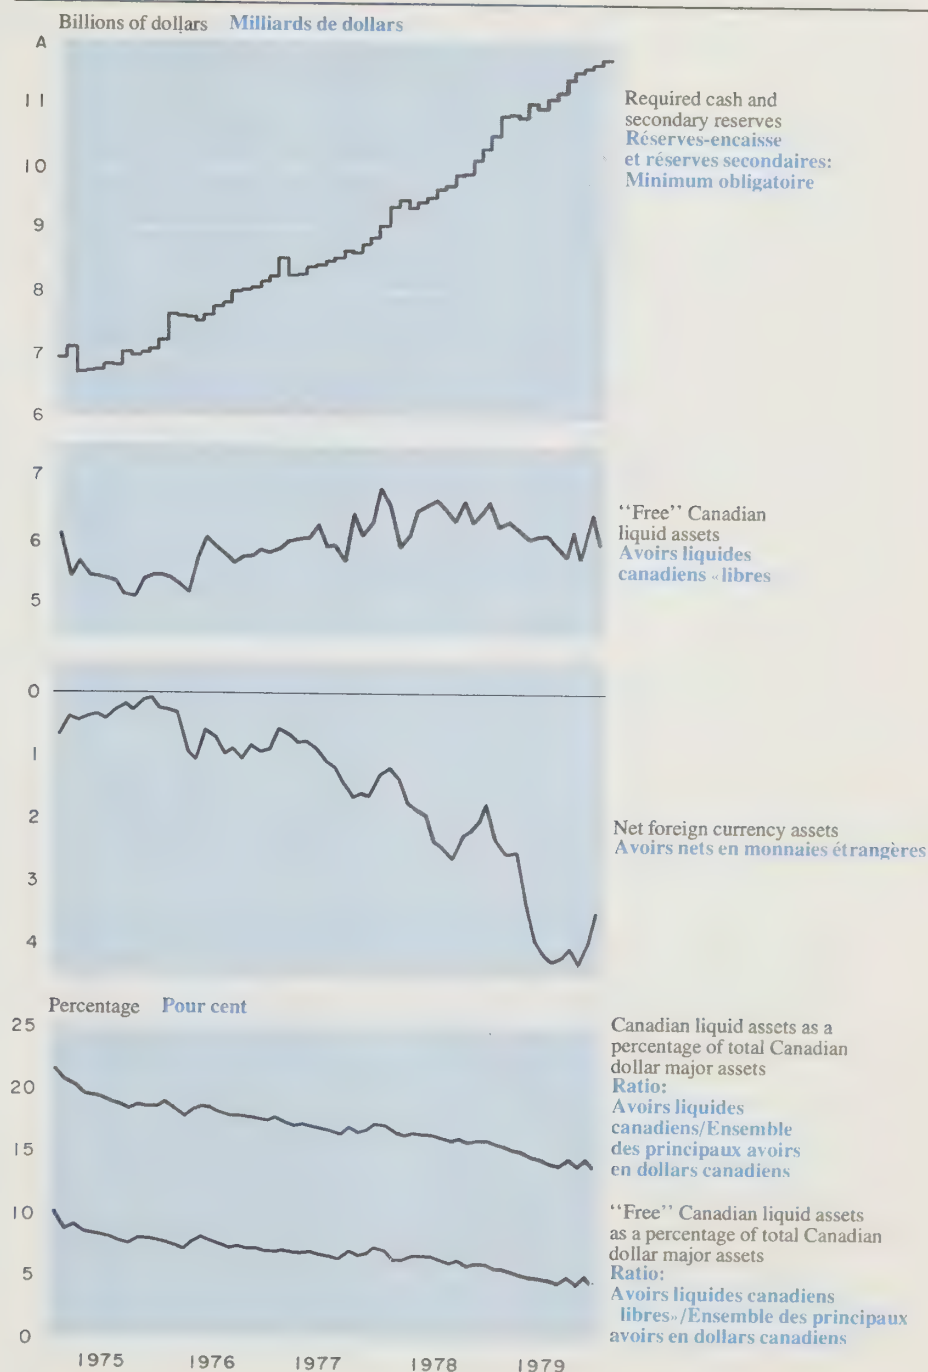 Billions of dollars Milliards de dollars
A
11
10
9
8
7
6
Required cash and
secondary reserves
Réserves-encaisse
et réserves secondaires:
Minimum obligatoire
7
6
5
"Free" Canadian
liquid assets
Avoirs liquides
canadiens «libres
0
1
2
3
4
Net foreign currency assets
Avoirs nets en monnaies étrangères
Percentage Pour cent
25
20
15
10
5
0
Canadian liquid assets as a
percentage of total Canadian
dollar major assets
Ratio:
Avoirs liquides
canadiens/Ensemble
des principaux avoirs
en dollars canadiens
"Free" Canadian liquid assets
as a percentage of total Canadian
dollar major assets
Ratio:
Avoirs liquides canadiens
libres»/Ensemble des principaux
avoirs en dollars canadiens
1975 1976 1977 1978 1979